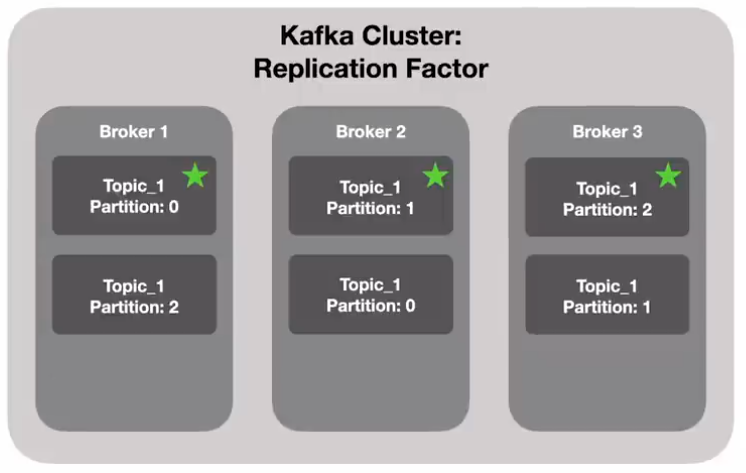 Kafka Cluster:
Replication Factor
Broker 1
Topic_1
Partition: 0
Topic_1
Partition: 2
Broker 2
Topic_1
Partition: 1
Topic_1
Partition: 0
Broker 3
Topic_1
Partition: 2
Topic_1
Partition: 1